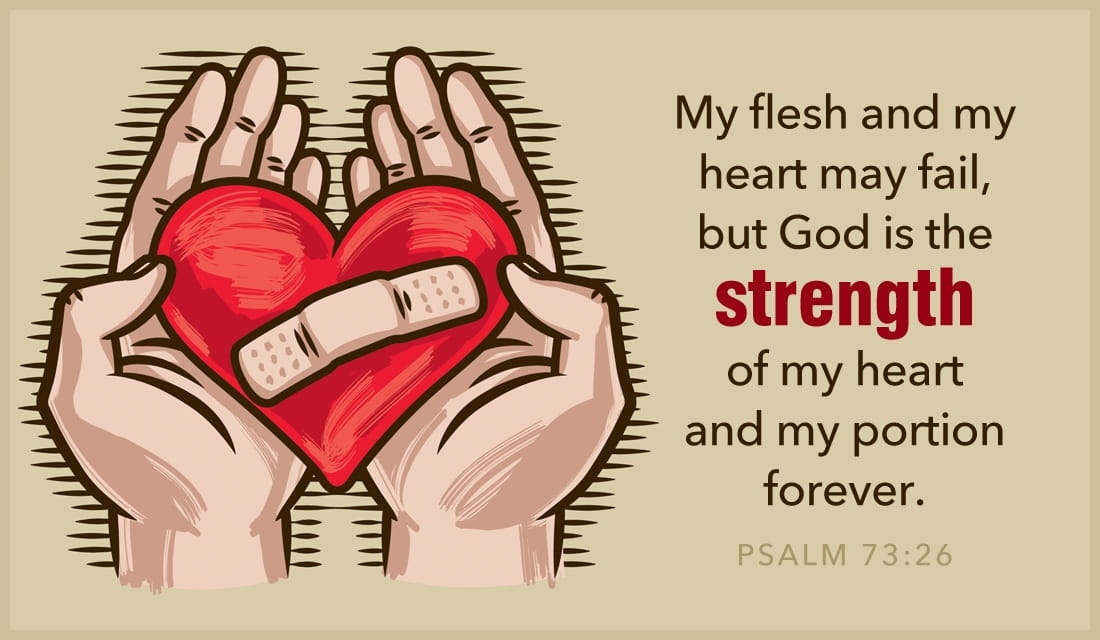 My flesh and my
heart may fail,
but God is the
strength
of my heart
and my portion
forever.
PSALM 73:26